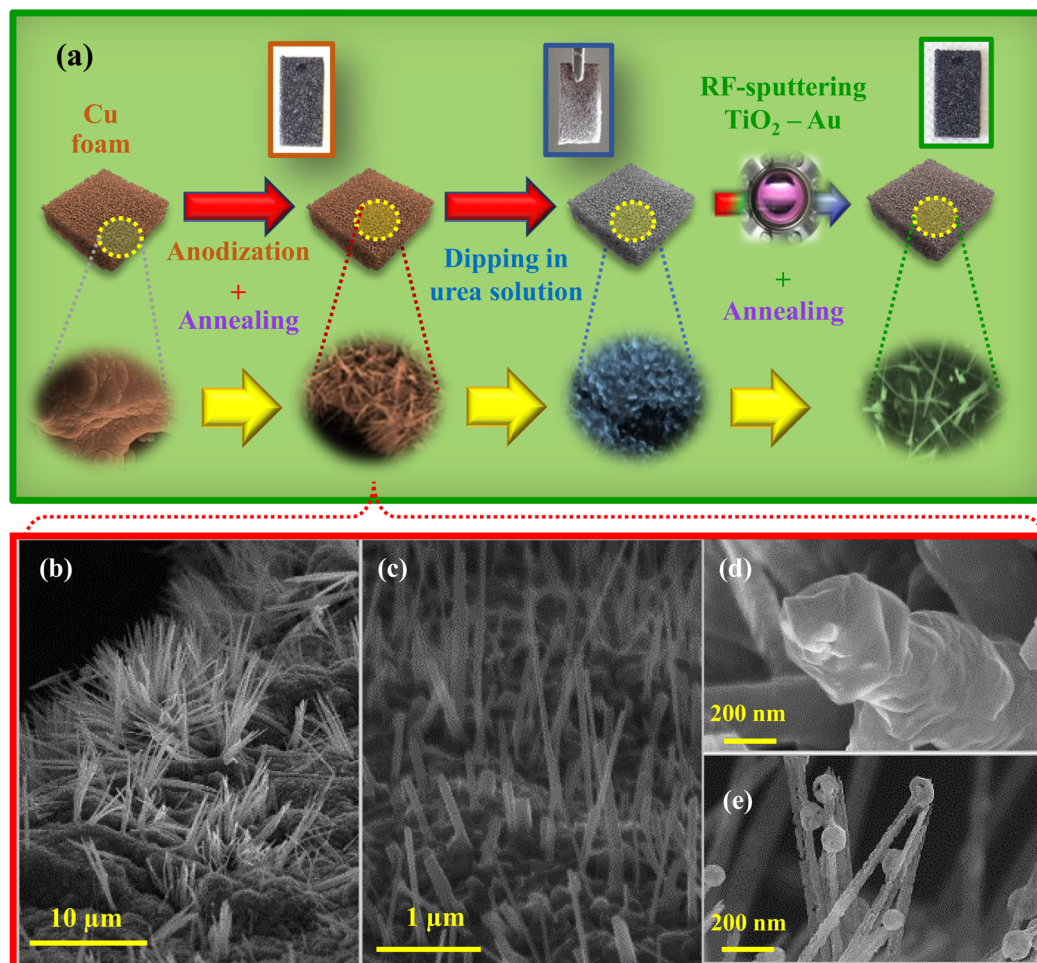 (a)
Cu
foam
Anodization
+
Annealing
Dipping in
urea solution
RF-sputtering
TiO₂ – Au
+
Annealing
(b)
10 µm
(c)
1 µm
(d)
200 nm
(e)
200 nm